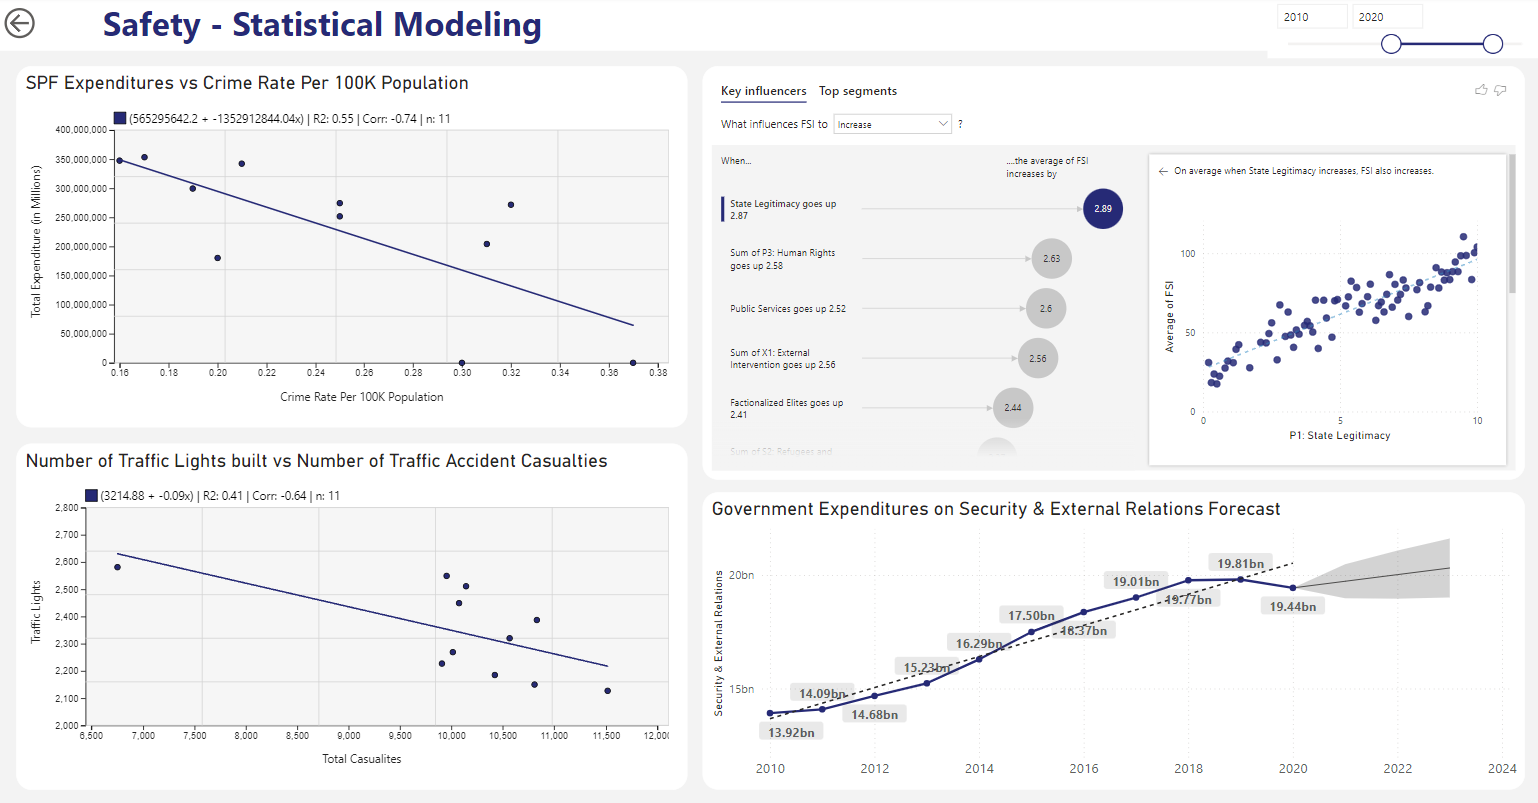 Safety - Statistical Modeling
2010
2020
SPF Expenditures vs Crime Rate Per 100K Population
(565295642.2 + -1352912844.04x) | R2: 0.55 | Corr: -0.74 | n: 11
400,000,000
350,000,000
300,000,000
250,000,000
200,000,000
150,000,000
100,000,000
50,000,000
0
Total Expenditure (in Millions)
0.16
0.18
0.20
0.22
0.24
0.26
0.28
0.30
0.32
0.34
0.36
0.38
Crime Rate Per 100K Population
Number of Traffic Lights built vs Number of Traffic Accident Casualties
(3214.88 + -0.09x) | R2: 0.41 | Corr: -0.64 | n: 11
2,800
2,700
2,600
2,500
2,400
2,300
2,200
2,100
2,000
Traffic Lights
6,500
7,000
7,500
8,000
8,500
9,000
9,500
10,000
10,500
11,000
11,500
12,000
Total Casualites
Key influencers
Top segments
What influences FSI to
Increase
?
When...
....the average of FSI
increases by
State Legitimacy goes up
2.87
2.89
Sum of P3: Human Rights
goes up 2.58
2.63
Public Services goes up 2.52
2.6
Sum of X1: External
Intervention goes up 2.56
2.56
Factionalized Elites goes up
2.41
2.44
Sum of S2: Refugees and
On average when State Legitimacy increases, FSI also increases.
100
50
0
Average of FSI
0
5
10
P1: State Legitimacy
Government Expenditures on Security & External Relations Forecast
20bn
15bn
Security & External Relations
13.92bn
14.09bn
14.68bn
15.23bn
16.29bn
17.50bn
18.37bn
19.01bn
19.77bn
19.81bn
19.44bn
2010
2012
2014
2016
2018
2020
2022
2024